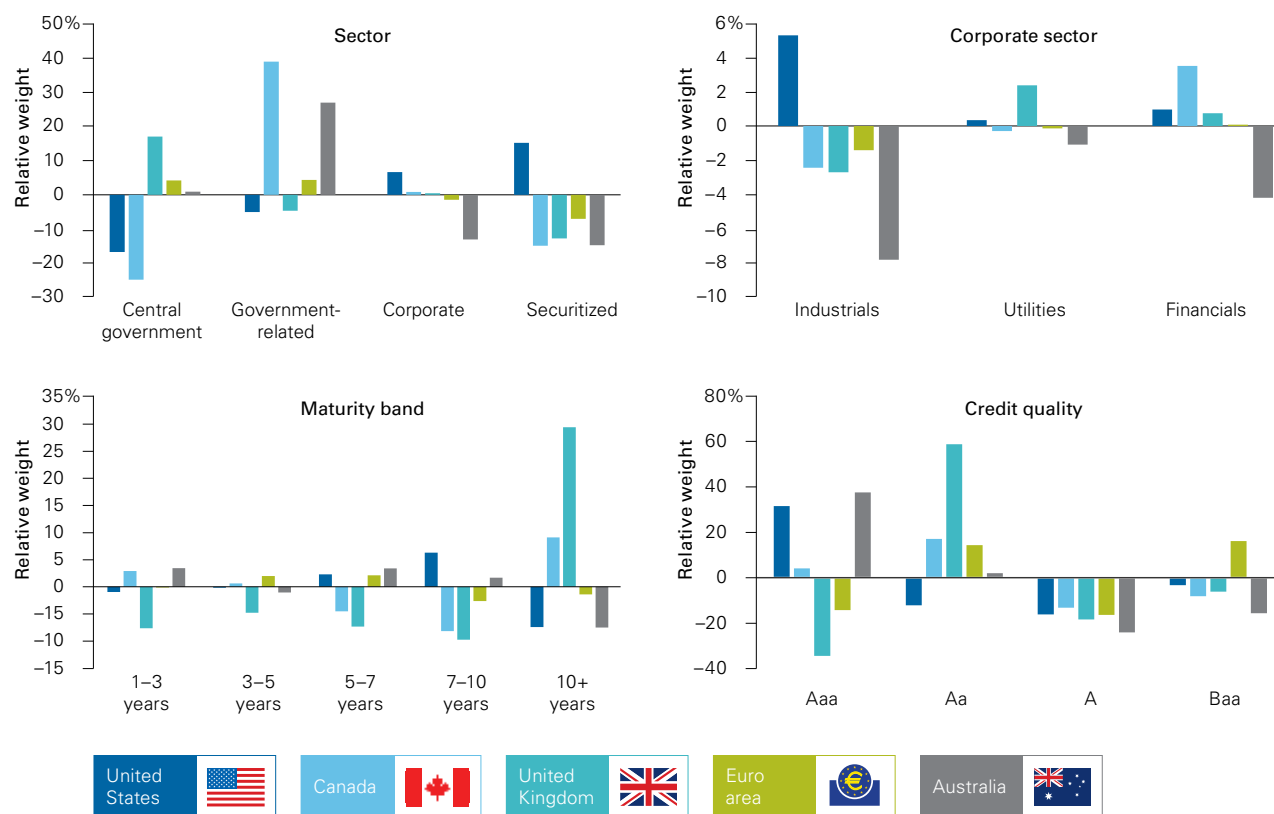 Sector
Relative weight
50%
40
30
20
10
0
–10
–20
–30
Central
government
Government-
related
Corporate
Securitized
Corporate sector
Relative weight
6%
4
2
0
–2
–4
–6
–8
–10
Industrials
Utilities
Financials
Maturity band
Relative weight
35%
30
25
20
15
10
5
0
–5
–10
–15
1–3
years
3–5
years
5–7
years
7–10
years
10+
years
Credit quality
Relative weight
80%
60
40
20
0
–20
–40
Aaa
Aa
A
Baa
United
States
Canada
United
Kingdom
Euro
area
€
Australia